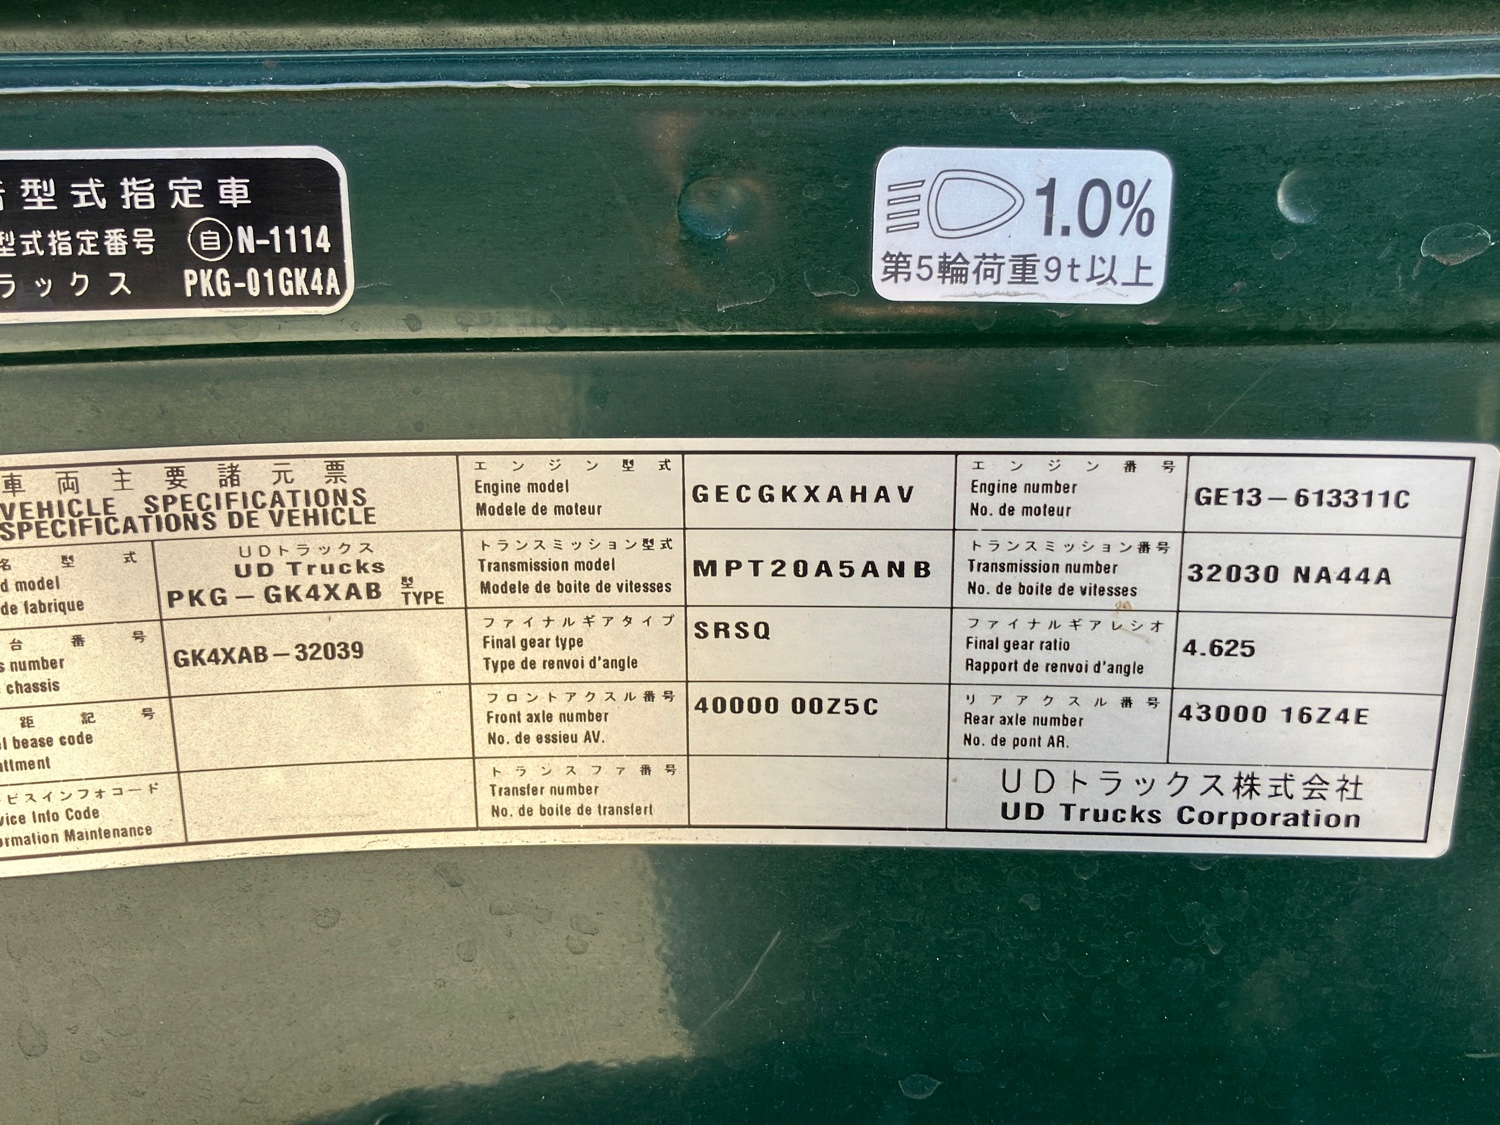 型式指定車
型式指定番号 自 N-1114
ラックス PKG-01GK4A
1.0%
第5輪荷重9t以上
車両主要諸元票
VEHICLE SPECIFICATIONS
SPECIFICATIONS DE VEHICLE
名型式
d model
de fabrique
UDトラックス
UD Trucks
PKG-GK4XAB 型 TYPE
台番号
s number
chassis
GK4XAB-32039
距記号
l bease code
attment
ビスインフォコード
vice Info Code
ormation Maintenance
エンジン型式
Engine model
Modele de moteur
GECGKXAHAV
エンジン番号
Engine number
No. de moteur
GE13-613311C
トランスミッション型式
Transmission model
Modele de boite de vitesses
MPT20A5ANB
トランスミッション番号
Transmission number
No. de boite de vitesses
32030 NA44A
ファイナルギアタイプ
Final gear type
Type de renvoi d'angle
SRSQ
ファイナルギアレシオ
Final gear ratio
Rapport de renvoi d'angle
4.625
フロントアクスル番号
Front axle number
No. de essieu AV.
40000 00Z5C
リアアクスル番号
Rear axle number
No. de pont AR.
43000 16Z4E
トランスファ番号
Transfer number
No. de boite de transfert
UDトラックス株式会社
UD Trucks Corporation